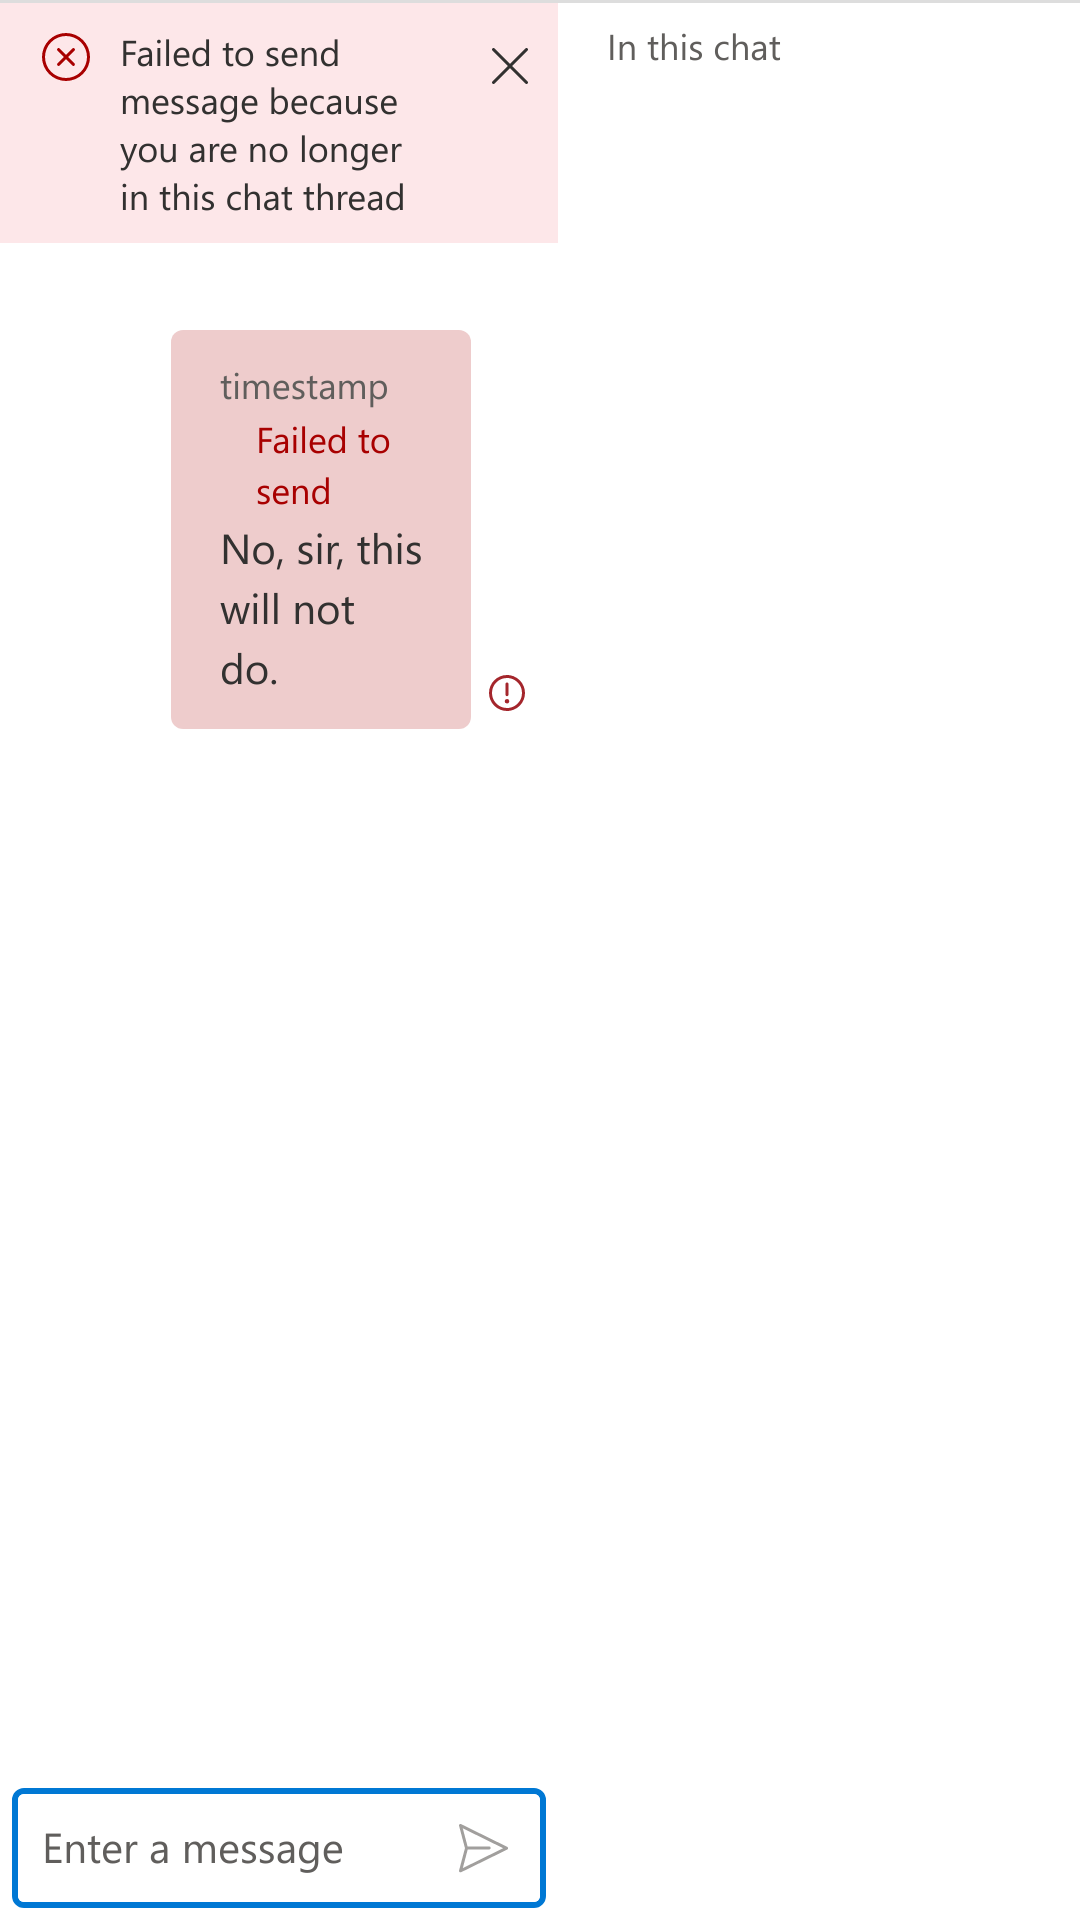 Failed to send
message because
you are no longer
in this chat thread
In this chat
timestamp
Failed to
send
No, sir, this
will not
do.
Enter a message